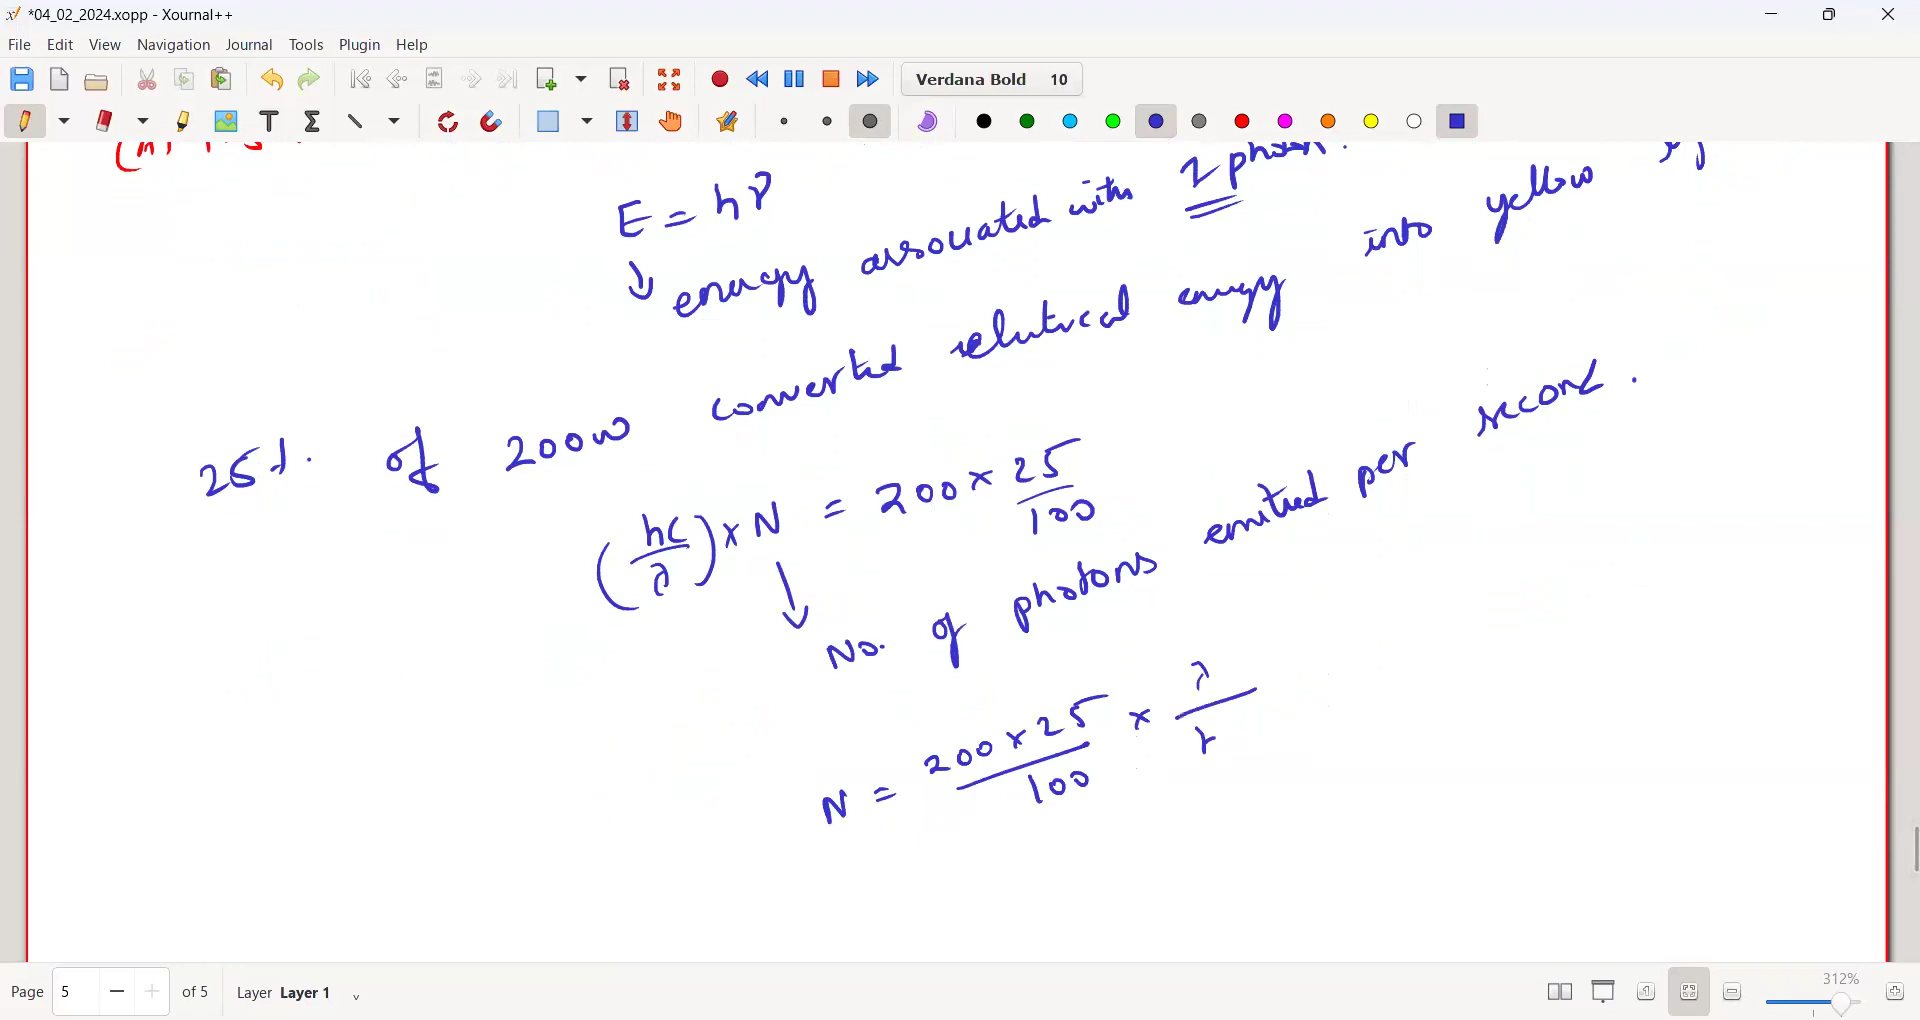 *04_02_2024.xopp - Xournal++
File Edit View Navigation Journal Tools Plugin Help
Verdana Bold 10
E = hν
↓ energy associated with 1 photon.
25%. of 200w converted electrical energy into yellow
(hc/λ) × N = 200 × 25/100
↓
No. of photons emitted per second.
N = 200 × 25/100 × λ/
Page 5 of 5 Layer Layer 1
312%